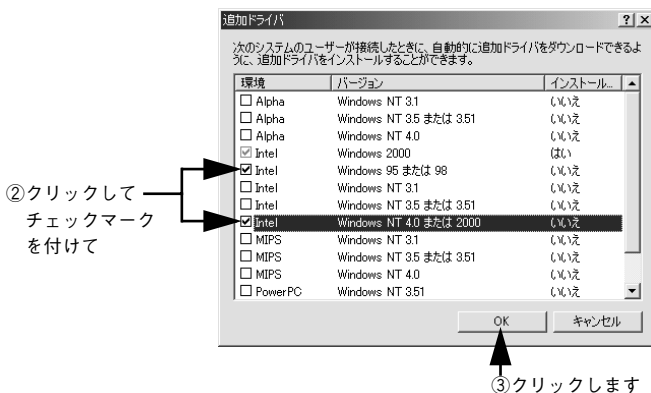 追加ドライバ
次のシステムのユーザーが接続したときに、自動的に追加ドライバをダウンロードできるよ
うに、追加ドライバをインストールすることができます。
環境 バージョン インストール...
Alpha Windows NT 3.1 いいえ
Alpha Windows NT 3.5 または 3.51 いいえ
Alpha Windows NT 4.0 いいえ
Intel Windows 2000 はい
Intel Windows 95 または 98 いいえ
Intel Windows NT 3.1 いいえ
Intel Windows NT 3.5 または 3.51 いいえ
Intel Windows NT 4.0 または 2000 いいえ
MIPS Windows NT 3.1 いいえ
MIPS Windows NT 3.5 または 3.51 いいえ
MIPS Windows NT 4.0 いいえ
PowerPC Windows NT 3.51 いいえ
OK キャンセル
②クリックして
チェックマーク
を付けて
③クリックします